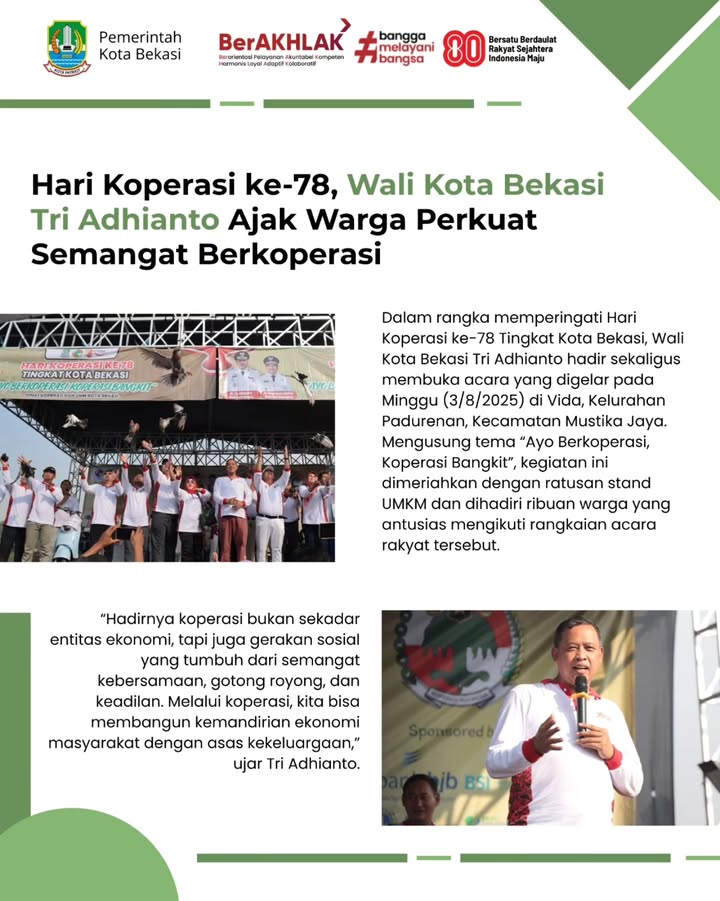 Pemerintah
Kota Bekasi
KOTA PATRIOT
BerAKHLAK
Berorientasi Pelayanan Akuntabel Kompeten
Harmonis Loyal Adaptif Kolaboratif
#bangga
melayani
bangsa
80
Bersatu Berdaulat
Rakyat Sejahtera
Indonesia Maju
Hari Koperasi ke-78, Wali Kota Bekasi
Tri Adhianto Ajak Warga Perkuat
Semangat Berkoperasi
HARI KOPERASI KE-78
TINGKAT KOTA BEKASI
"AYO BERKOPERASI, KOPERASI BANGKIT"
AYO BE
Dalam rangka memperingati Hari
Koperasi ke-78 Tingkat Kota Bekasi, Wali
Kota Bekasi Tri Adhianto hadir sekaligus
membuka acara yang digelar pada
Minggu (3/8/2025) di Vida, Kelurahan
Padurenan, Kecamatan Mustika Jaya.
Mengusung tema “Ayo Berkoperasi,
Koperasi Bangkit”, kegiatan ini
dimeriahkan dengan ratusan stand
UMKM dan dihadiri ribuan warga yang
antusias mengikuti rangkaian acara
rakyat tersebut.
“Hadirnya koperasi bukan sekadar
entitas ekonomi, tapi juga gerakan sosial
yang tumbuh dari semangat
kebersamaan, gotong royong, dan
keadilan. Melalui koperasi, kita bisa
membangun kemandirian ekonomi
masyarakat dengan asas kekeluargaan,”
ujar Tri Adhianto.
Sponsored b
bank bjb BSI